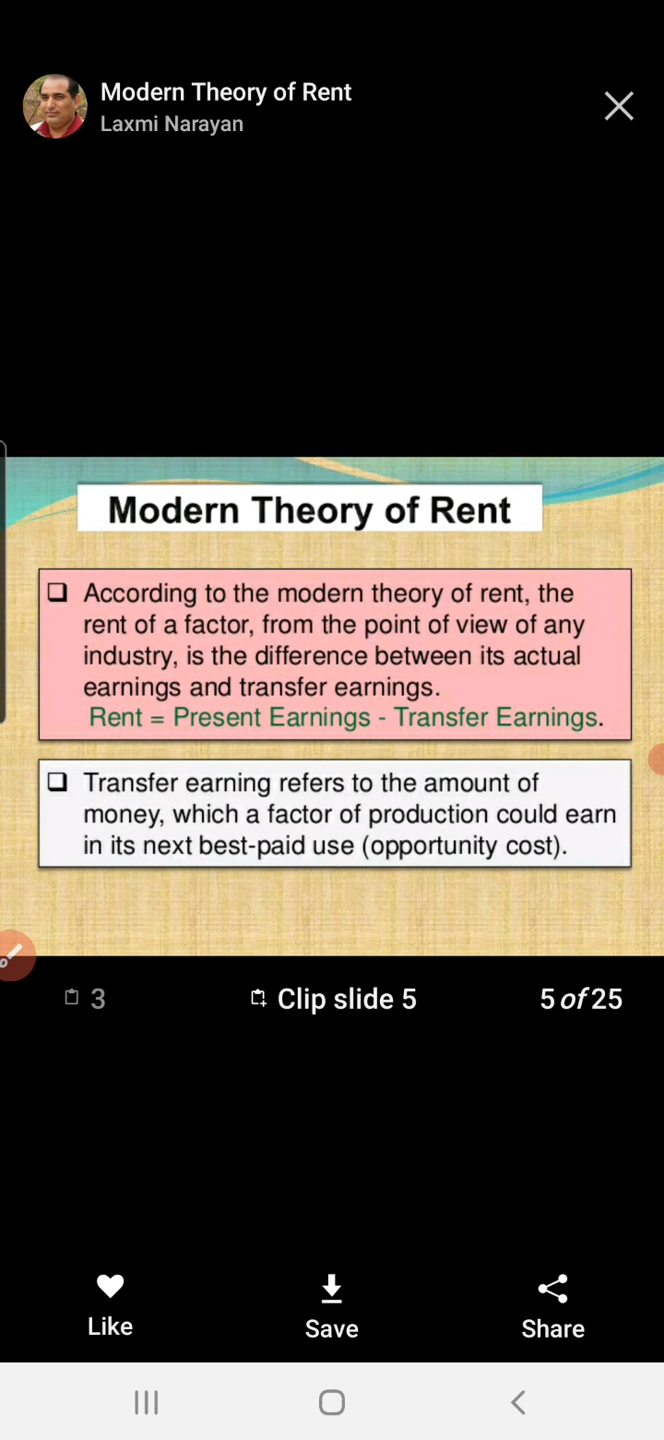 Modern Theory of Rent
Laxmi Narayan
Modern Theory of Rent
According to the modern theory of rent, the
rent of a factor, from the point of view of any
industry, is the difference between its actual
earnings and transfer earnings.
Rent = Present Earnings - Transfer Earnings.
Transfer earning refers to the amount of
money, which a factor of production could earn
in its next best-paid use (opportunity cost).
3
Clip slide 5
5 of 25
Like
Save
Share